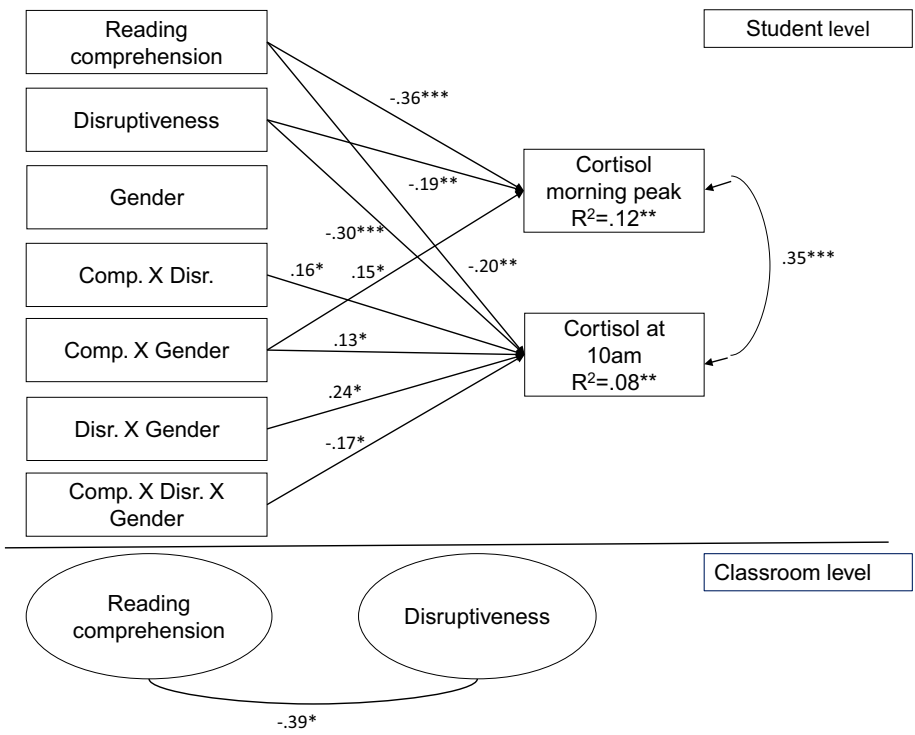 Reading
comprehension
Student level
Disruptiveness
Gender
Comp. X Disr.
Comp. X Gender
Disr. X Gender
Comp. X Disr. X
Gender
-.36***
-.19**
-.30***
-.20**
.16*
.15*
.13*
.24*
-.17*
Cortisol
morning peak
R²=.12**
.35***
Cortisol at
10am
R²=.08**
Classroom level
Reading
comprehension
Disruptiveness
-.39*